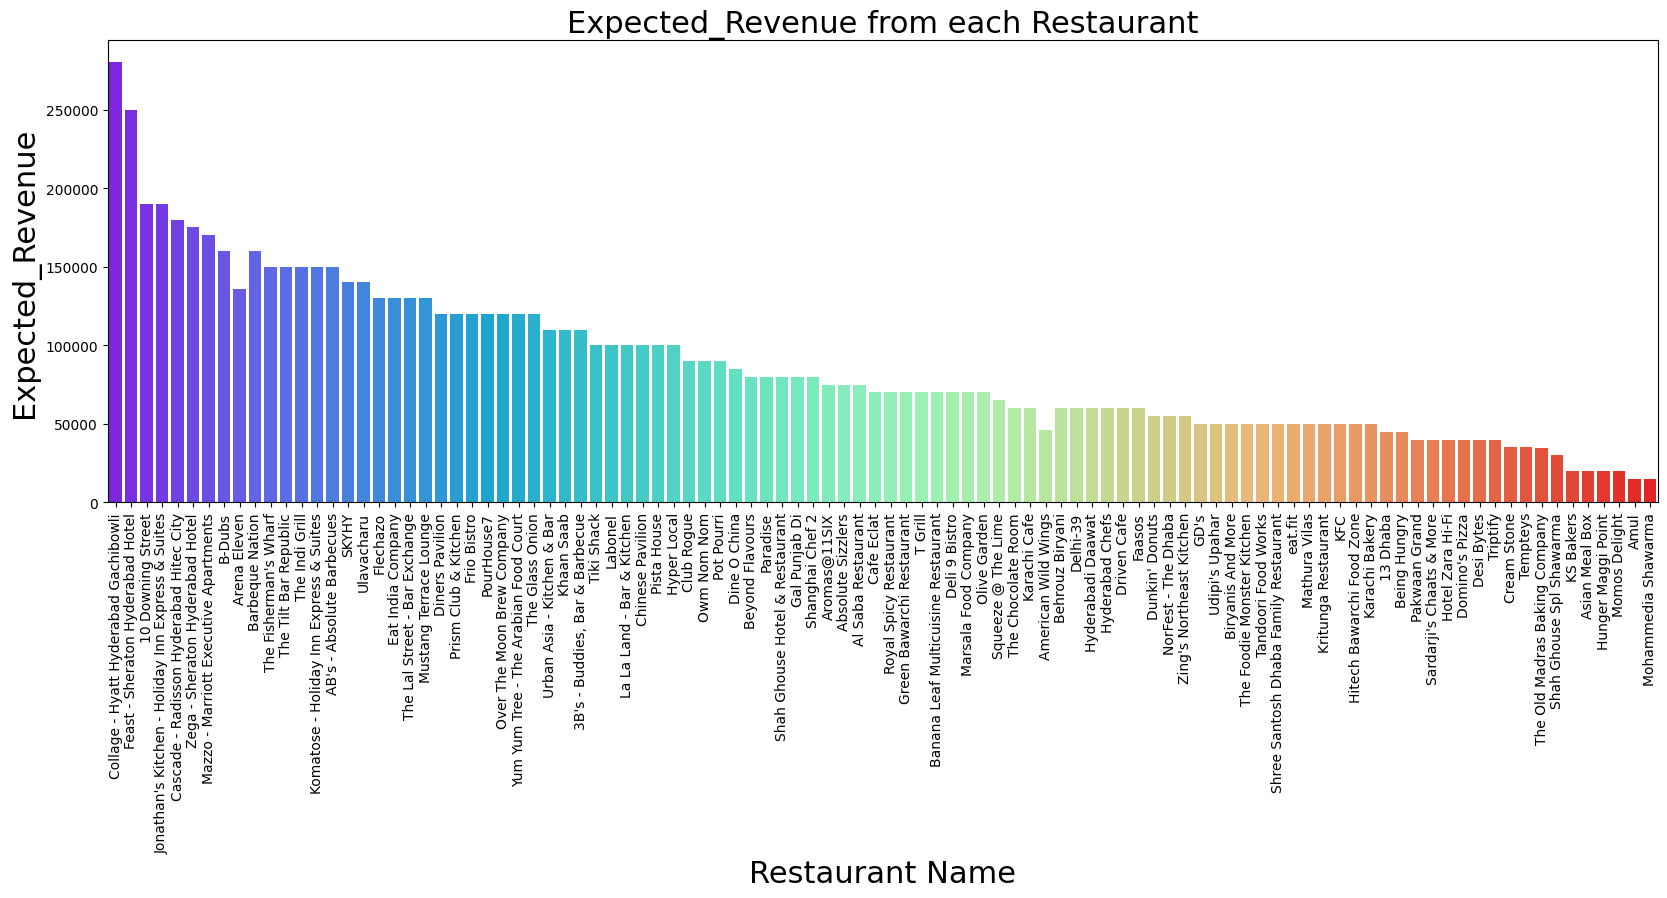 Expected_Revenue from each Restaurant
Expected_Revenue
250000
200000
150000
100000
50000
0
Collage - Hyatt Hyderabad Gachibowli
Feast - Sheraton Hyderabad Hotel
10 Downing Street
Jonathan's Kitchen - Holiday Inn Express & Suites
Cascade - Radisson Hyderabad Hitec City
Zega - Sheraton Hyderabad Hotel
Mazzo - Marriott Executive Apartments
B-Dubs
Arena Eleven
Barbeque Nation
The Fisherman's Wharf
The Tilt Bar Republic
The Indi Grill
Komatose - Holiday Inn Express & Suites
AB's - Absolute Barbecues
SKYHY
Ulavacharu
Flechazo
Eat India Company
The Lal Street - Bar Exchange
Mustang Terrace Lounge
Diners Pavilion
Prism Club & Kitchen
Frio Bistro
PourHouse7
Over The Moon Brew Company
Yum Yum Tree - The Arabian Food Court
The Glass Onion
Urban Asia - Kitchen & Bar
Khaan Saab
3B's - Buddies, Bar & Barbecue
Tiki Shack
Labonel
La La Land - Bar & Kitchen
Chinese Pavilion
Pista House
Hyper Local
Club Rogue
Owm Nom Nom
Pot Pourri
Dine O China
Beyond Flavours
Paradise
Shah Ghouse Hotel & Restaurant
Gal Punjab Di
Shanghai Chef 2
Aromas@11SIX
Absolute Sizzlers
Al Saba Restaurant
Cafe Eclat
Royal Spicy Restaurant
Green Bawarchi Restaurant
T Grill
Banana Leaf Multicuisine Restaurant
Deli 9 Bistro
Marsala Food Company
Olive Garden
Squeeze @ The Lime
The Chocolate Room
Karachi Cafe
American Wild Wings
Behrouz Biryani
Delhi-39
Hyderabadi Daawat
Hyderabad Chefs
Driven Cafe
Faasos
Dunkin' Donuts
NorFest - The Dhaba
Zing's Northeast Kitchen
GD's
Udipi's Upahar
Biryanis And More
The Foodie Monster Kitchen
Tandoori Food Works
Shree Santosh Dhaba Family Restaurant
eat.fit
Mathura Vilas
Kritunga Restaurant
KFC
Hitech Bawarchi Food Zone
Karachi Bakery
13 Dhaba
Being Hungry
Pakwaan Grand
Sardarji's Chaats & More
Hotel Zara Hi-Fi
Domino's Pizza
Desi Bytes
Triptify
Cream Stone
Tempteys
The Old Madras Baking Company
Shah Ghouse Spl Shawarma
KS Bakers
Asian Meal Box
Hunger Maggi Point
Momos Delight
Amul
Mohammedia Shawarma
Restaurant Name